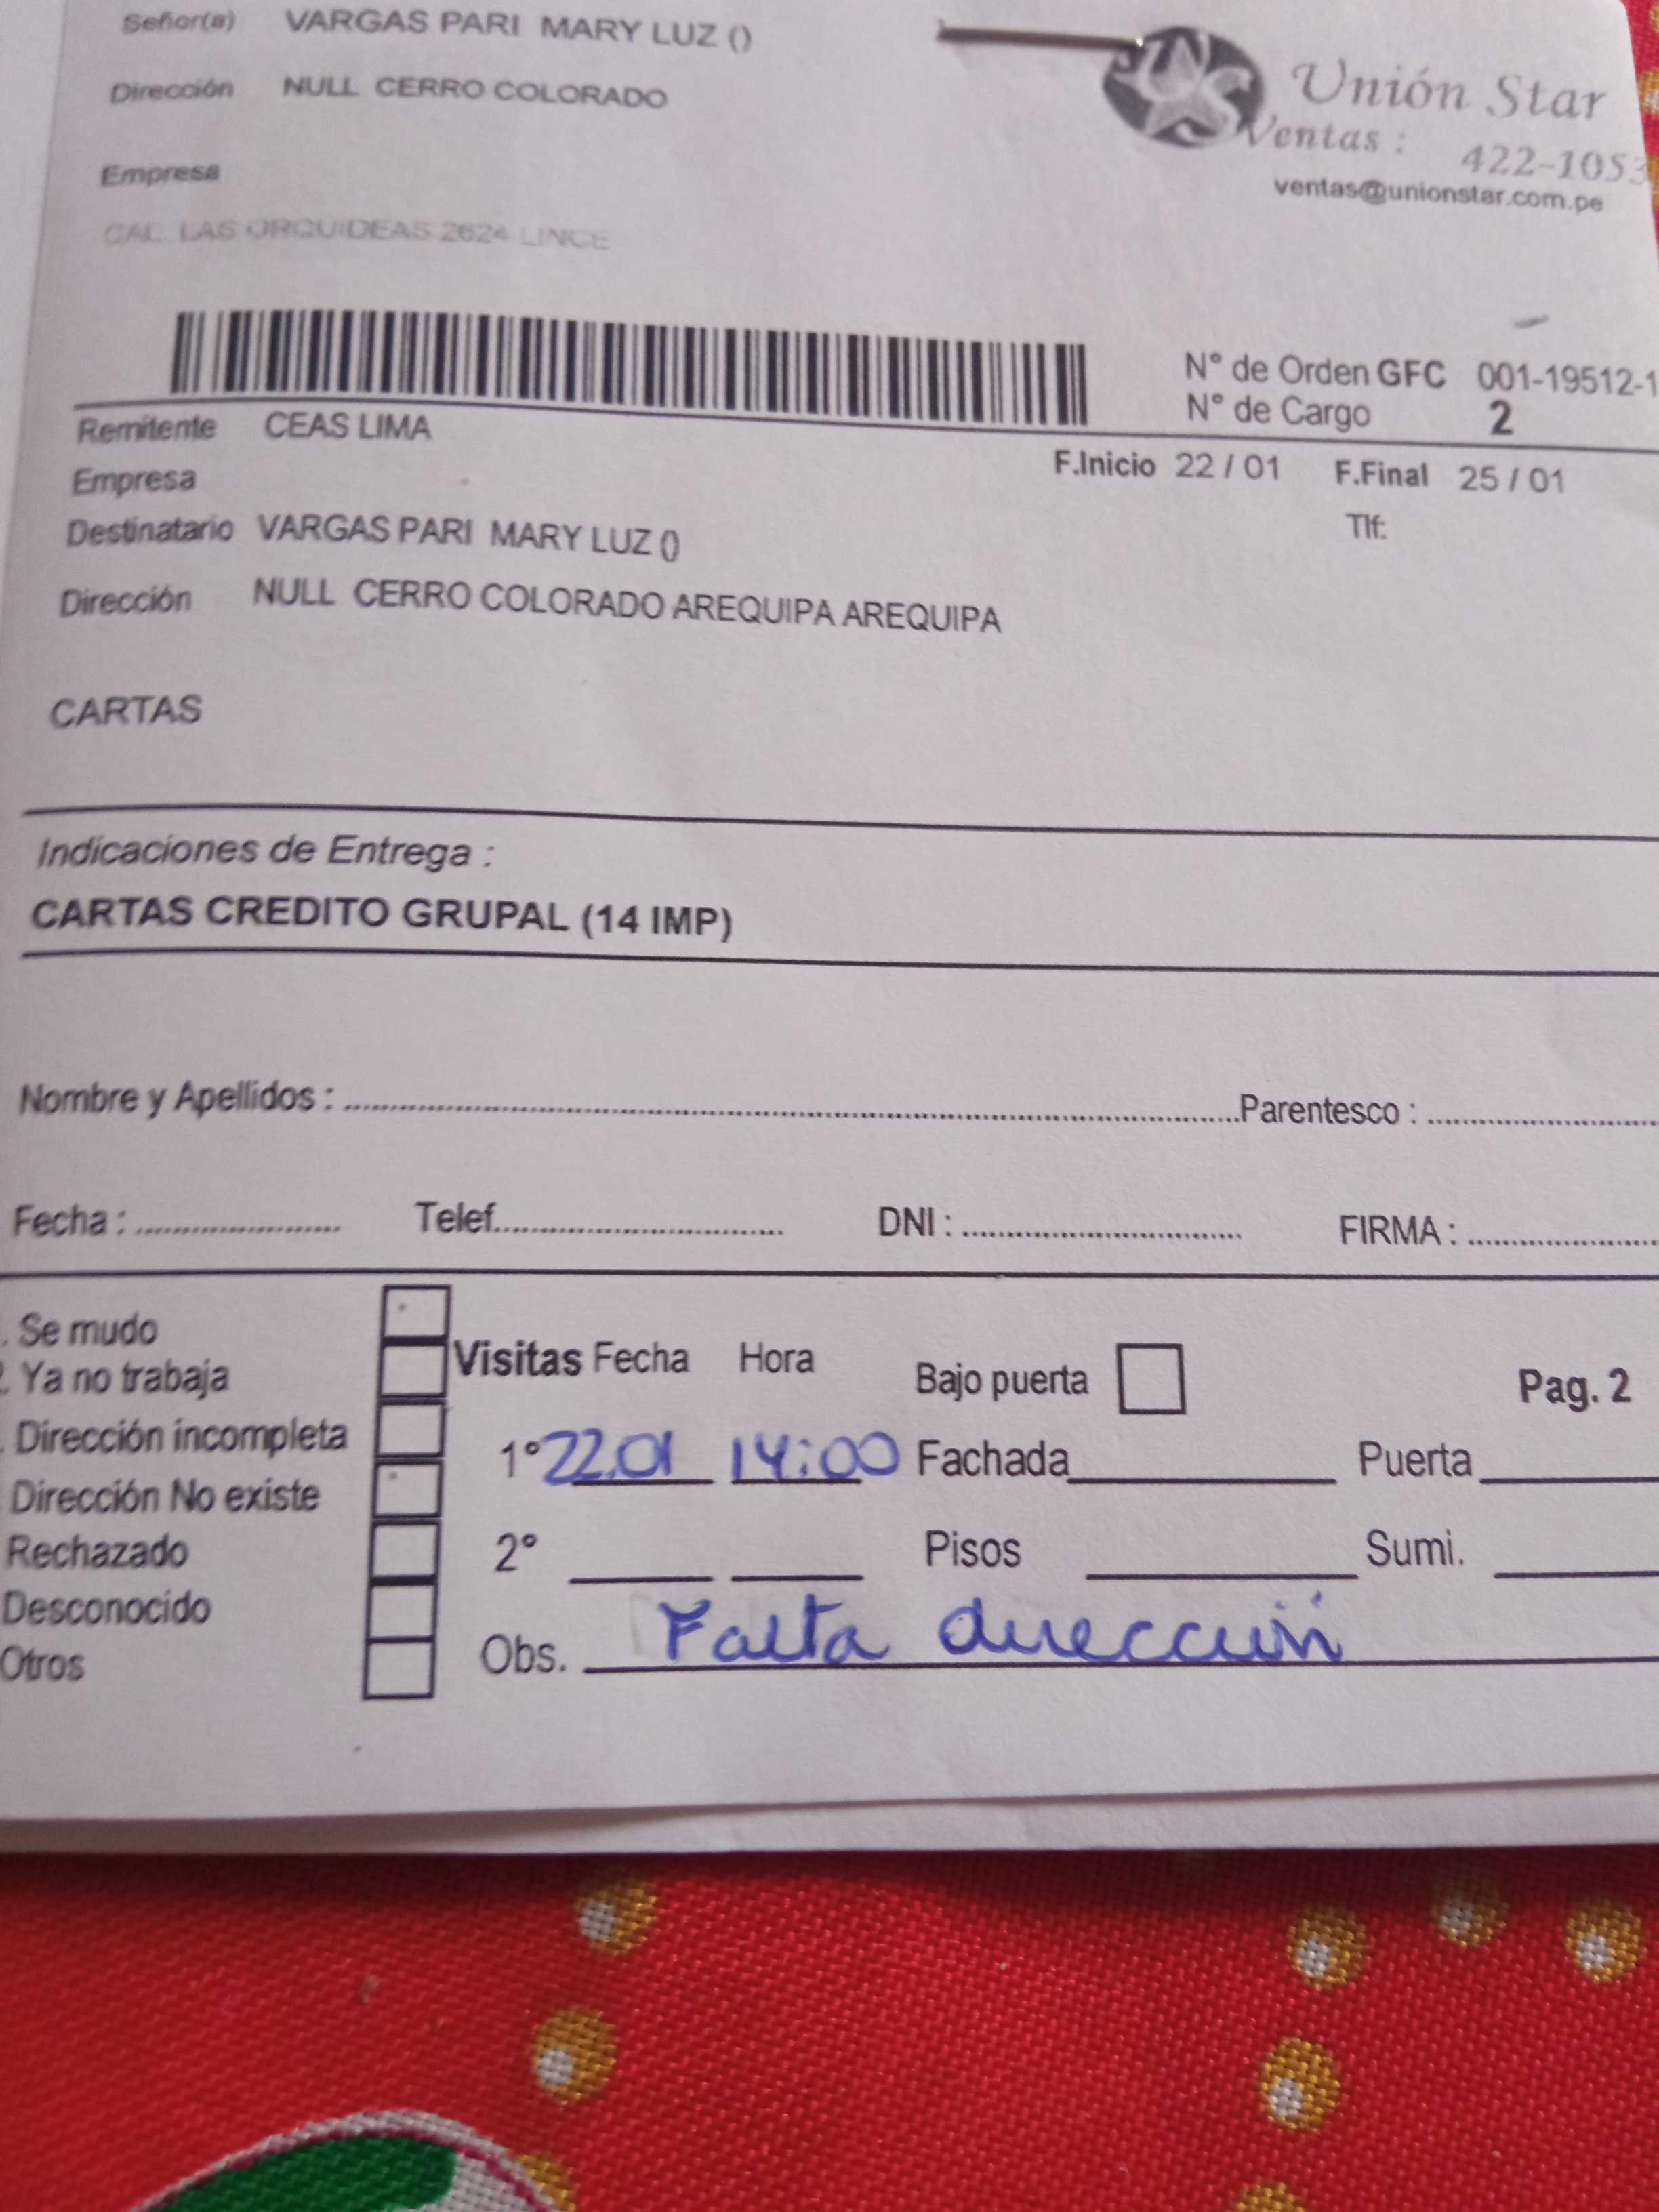 Señor(a) VARGAS PARI MARY LUZ ()
Dirección NULL CERRO COLORADO
Unión Star
Ventas : 422-1053
ventas@unionstar.com.pe
Empresa
CAL. LAS ORQUIDEAS 2624 LINCE
N° de Orden GFC 001-19512-1
N° de Cargo 2
Remitente CEAS LIMA
Empresa
F.Inicio 22 / 01 F.Final 25 / 01
Destinatario VARGAS PARI MARY LUZ ()
Tlf:
Dirección NULL CERRO COLORADO AREQUIPA AREQUIPA
CARTAS
Indicaciones de Entrega :
CARTAS CREDITO GRUPAL (14 IMP)
Nombre y Apellidos : Parentesco :
Fecha : Telef. DNI : FIRMA :
. Se mudo
. Ya no trabaja
. Dirección incompleta
Dirección No existe
Rechazado
Desconocido
Otros
Visitas Fecha Hora Bajo puerta Pag. 2
1° 22.01 14:00 Fachada Puerta
2° Pisos Sumi.
Obs. Falta dirección